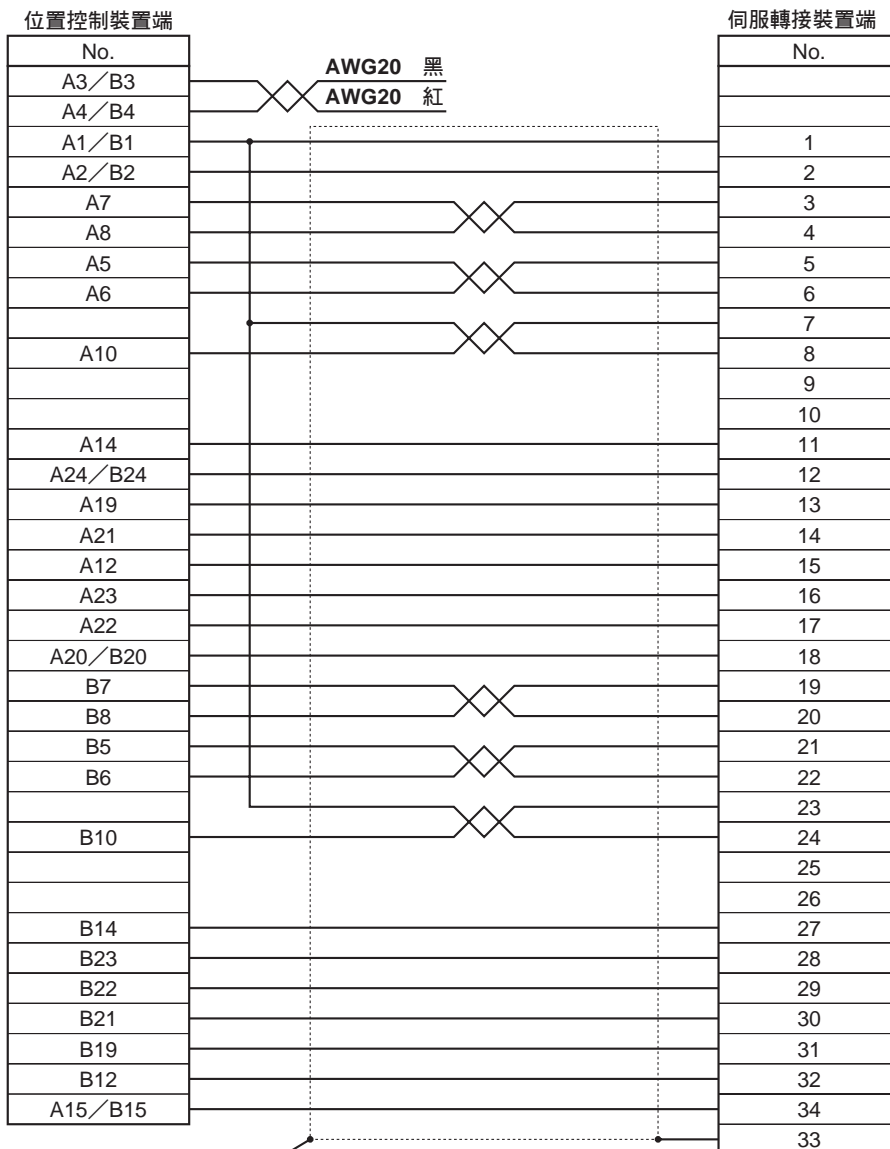 位置控制裝置端 伺服轉接裝置端
No. No.
A3／B3 AWG20 黑
A4／B4 AWG20 紅
A1／B1 1
A2／B2 2
A7 3
A8 4
A5 5
A6 6
7
A10 8
9
10
A14 11
A24／B24 12
A19 13
A21 14
A12 15
A23 16
A22 17
A20／B20 18
B7 19
B8 20
B5 21
B6 22
23
B10 24
25
26
B14 27
B23 28
B22 29
B21 30
B19 31
B12 32
A15／B15 34
33